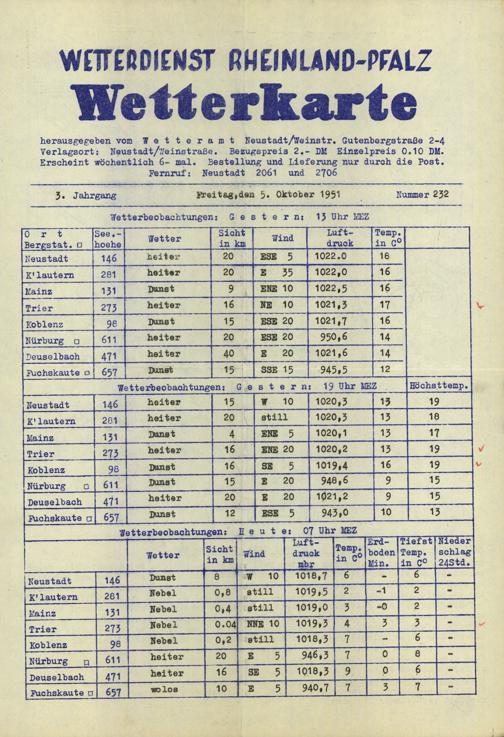 WETTERDIENST RHEINLAND-PFALZ
Wetterkarte
herausgegeben vom W e t t e r a m t Neustadt/Weinstr. Gutenbergstraße 2-4
Verlagsort: Neustadt/Weinstraße. Bezugspreis 2.- DM Einzelpreis 0.10 DM.
Erscheint wöchentlich 6- mal. Bestellung und Lieferung nur durch die Post.
Fernruf: Neustadt 2061 und 2706
3. Jahrgang Freitag,den 5. Oktober 1951 Nummer 232
Wetterbeobachtungen: G e s t e r n: 13 Uhr MEZ
O r t See.- Wetter Sicht Wind Luft- Temp.
Bergstat. □ hoehe in km druck in C°
Neustadt 146 heiter 20 ESE 5 1022.0 18
K'lautern 281 heiter 20 E 35 1022,0 16
Mainz 131 Dunst 9 ENE 10 1022,5 16
Trier 273 heiter 16 NE 10 1021,3 17
Koblenz 98 Dunst 15 ESE 20 1021,7 16
Nürburg □ 611 heiter 20 ESE 20 950,6 14
Deuselbach 471 heiter 40 E 20 1021,6 14
Fuchskaute □ 657 Dunst 15 SSE 15 945,5 12
Wetterbeobachtungen: G e s t e r n: 19 Uhr MEZ Höchsttemp.
Neustadt 146 heiter 15 W 10 1020,3 13 19
K'lautern 281 heiter 20 still 1020,3 13 18
Mainz 131 Dunst 4 ENE 5 1020,1 13 17
Trier 273 heiter 16 ENE 20 1020,2 13 19
Koblenz 98 Dunst 16 SE 5 1019,4 16 19
Nürburg □ 611 Dunst 15 E 20 948,6 9 15
Deuselbach 471 heiter 20 E 20 1021,2 9 15
Fuchskaute □ 657 Dunst 12 ESE 5 943,0 10 13
Wetterbeobachtungen: H e u t e: 07 Uhr MEZ
Wetter Sicht in km Wind Luft-druck mbr Temp. in C° Erd-boden Min. Tiefst Temp. in C° Nieder schlag 24Std.
Neustadt 146 Dunst 8 W 10 1018,7 6 - 6 -
K'lautern 281 Nebel 0,8 still 1019,5 2 -1 2 -
Mainz 131 Nebel 0,4 still 1019,0 3 -0 2 -
Trier 273 Nebel 0.04 NNE 10 1019,3 4 3 3 -
Koblenz 98 Nebel 0,2 still 1018,3 7 - 6 -
Nürburg □ 611 heiter 20 E 5 946,3 7 0 8 -
Deuselbach 471 heiter 16 SE 5 1018,3 9 0 6 -
Fuchskaute □ 657 wolos 10 E 5 940,7 7 3 7 -